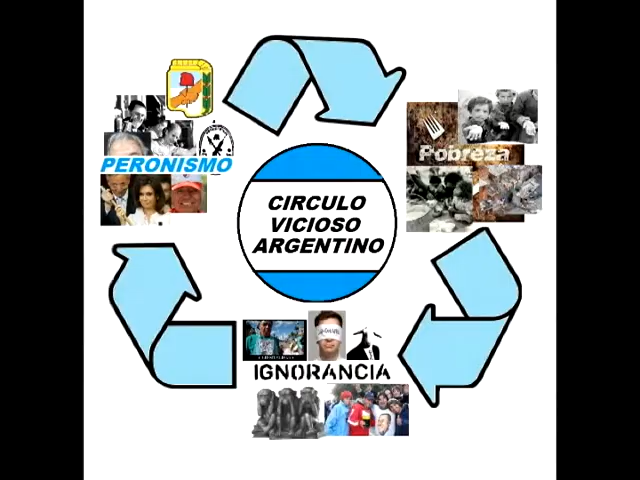 PERONISMO
Pobreza
CIRCULO
VICIOSO
ARGENTINO
IGNORANCIA